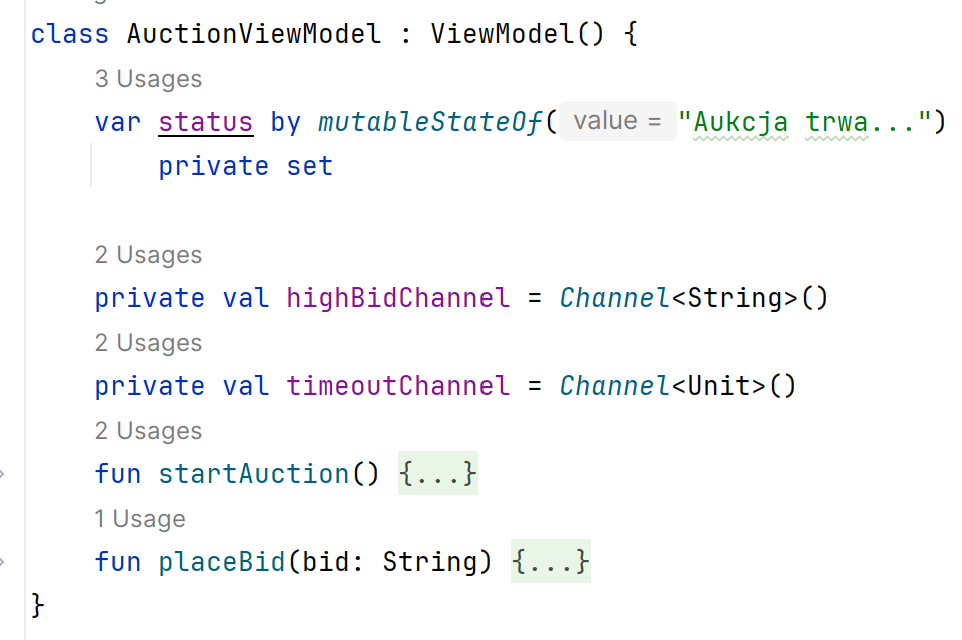 class AuctionViewModel : ViewModel() {
3 Usages
var status by mutableStateOf( value = "Aukcja trwa...")
private set
2 Usages
private val highBidChannel = Channel<String>()
2 Usages
private val timeoutChannel = Channel<Unit>()
2 Usages
fun startAuction() {...}
1 Usage
fun placeBid(bid: String) {...}
}